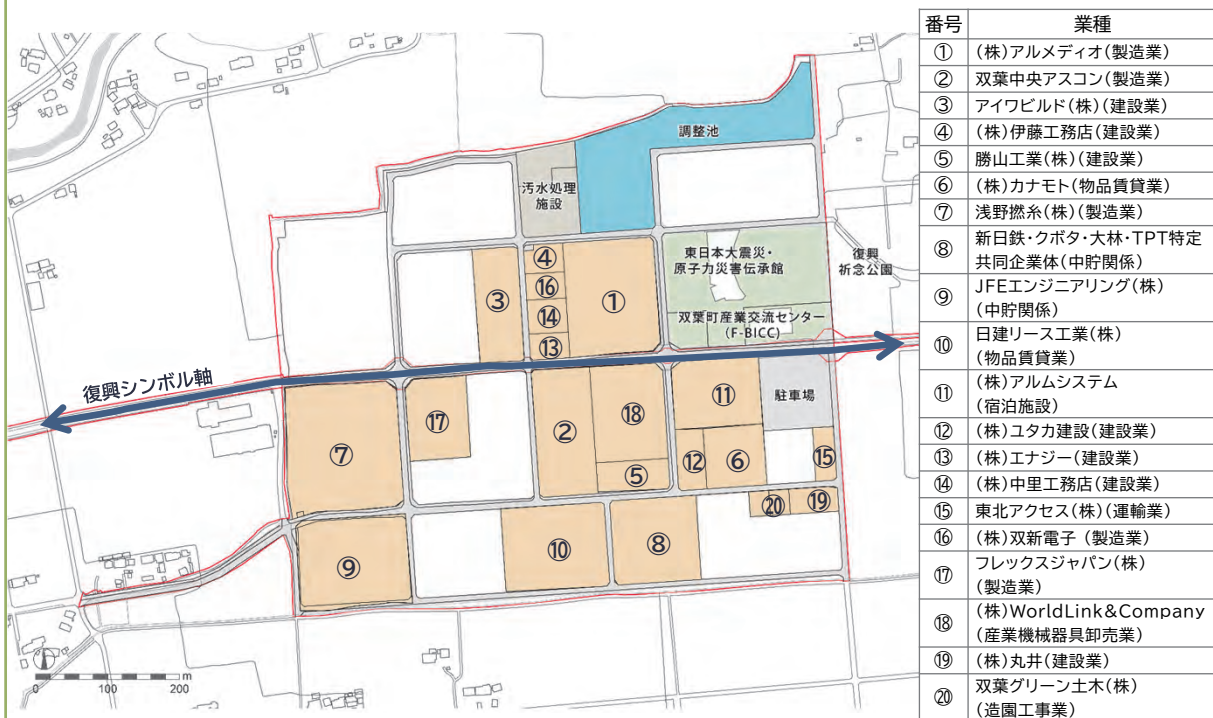 調整池
汚水処理
施設
東日本大震災・
原子力災害伝承館
復興
祈念公園
双葉町産業交流センター
(F-BICC)
④
⑯
③
⑭
①
⑬
復興シンボル軸
駐車場
⑪
⑰
⑱
②
⑦
⑫
⑥
⑮
⑤
⑳
⑲
⑩
⑧
⑨
m
0 100 200
番号 業種
① (株)アルメディオ(製造業)
② 双葉中央アスコン(製造業)
③ アイワビルド(株)(建設業)
④ (株)伊藤工務店(建設業)
⑤ 勝山工業(株)(建設業)
⑥ (株)カナモト(物品賃貸業)
⑦ 浅野撚糸(株)(製造業)
⑧ 新日鉄・クボタ・大林・TPT特定
共同企業体(中貯関係)
⑨ JFEエンジニアリング(株)
(中貯関係)
⑩ 日建リース工業(株)
(物品賃貸業)
⑪ (株)アルムシステム
(宿泊施設)
⑫ (株)ユタカ建設(建設業)
⑬ (株)エナジー(建設業)
⑭ (株)中里工務店(建設業)
⑮ 東北アクセス(株)(運輸業)
⑯ (株)双新電子 (製造業)
⑰ フレックスジャパン(株)
(製造業)
⑱ (株)WorldLink&Company
(産業機械器具卸売業)
⑲ (株)丸井(建設業)
⑳ 双葉グリーン土木(株)
(造園工事業)